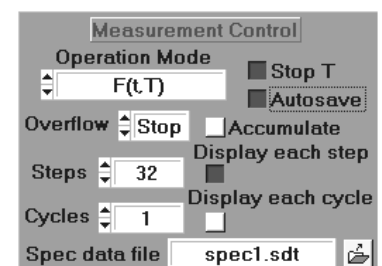 Measurement Control
Operation Mode
F(t,T)
Stop T
Autosave
Overflow Stop Accumulate
Display each step
Steps 32
Display each cycle
Cycles 1
Spec data file spec1.sdt